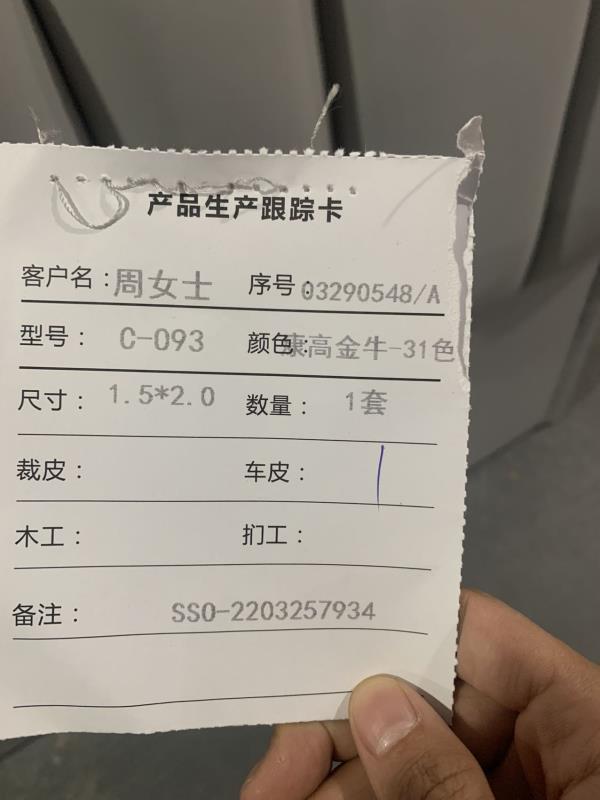 产品生产跟踪卡
客户名：周女士 序号：03290548/A
型号： C-093 颜色：康高金牛-31色
尺寸： 1.5*2.0 数量： 1套
裁皮： 车皮：
木工： 扪工：
备注： SSO-2203257934